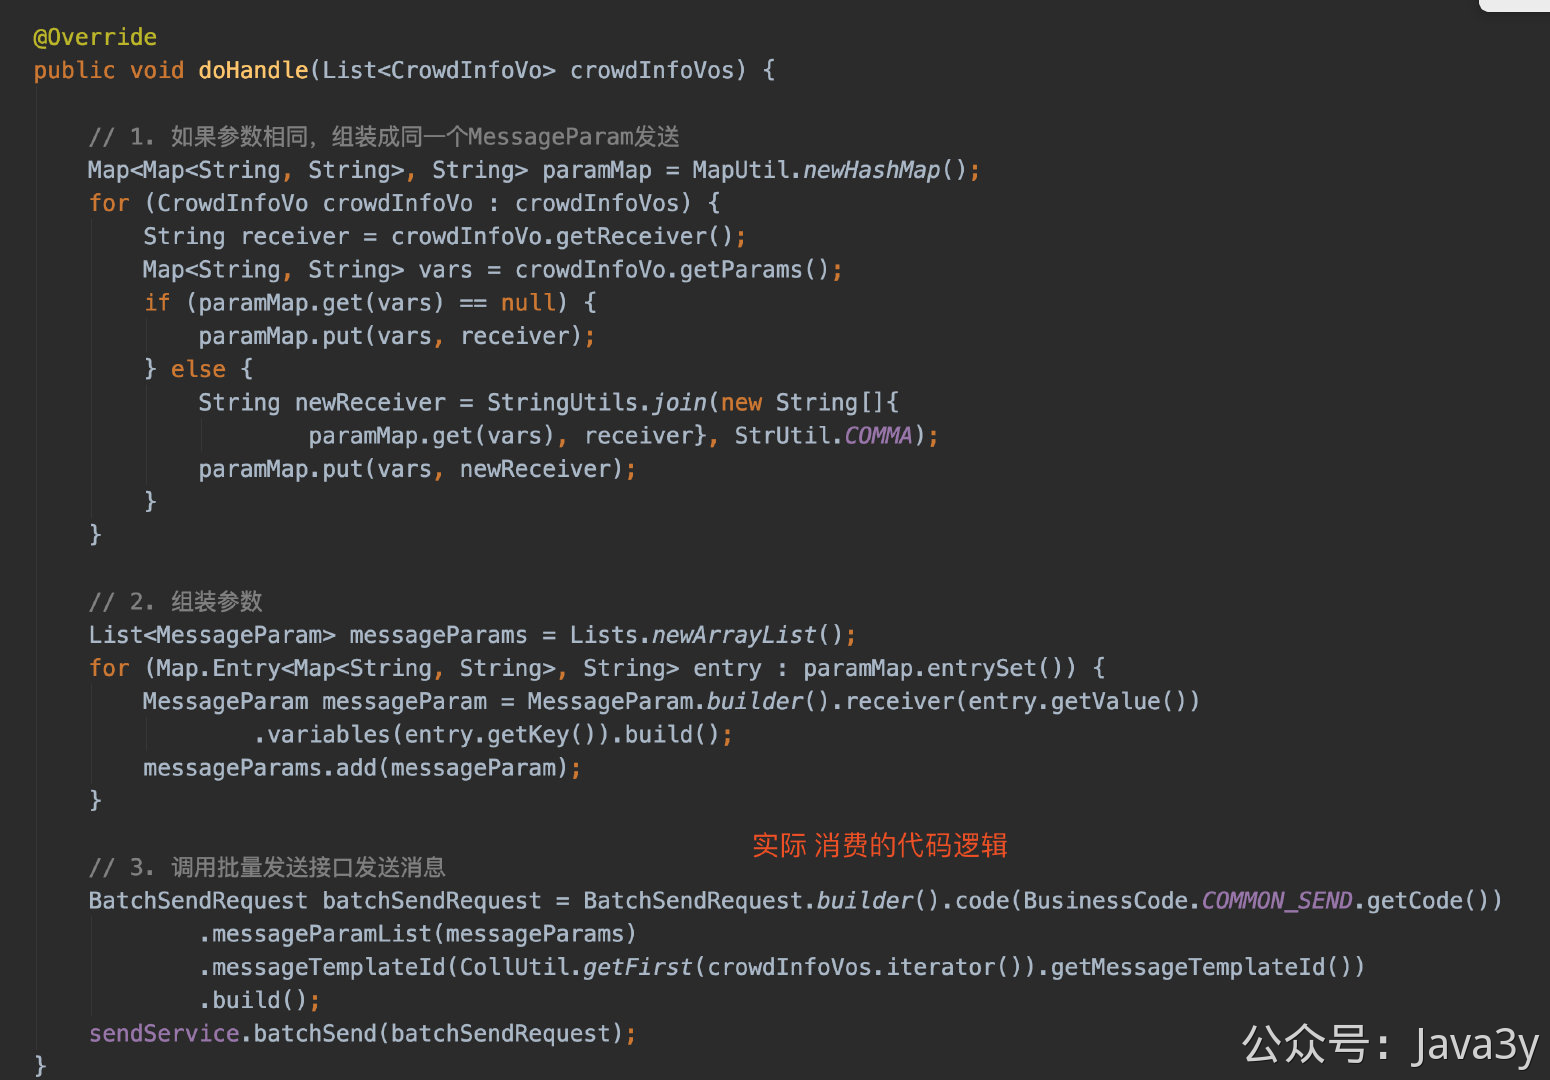 @Override
public void doHandle(List<CrowdInfoVo> crowdInfoVos) {
// 1. 如果参数相同，组装成同一个MessageParam发送
Map<Map<String, String>, String> paramMap = MapUtil.newHashMap();
for (CrowdInfoVo crowdInfoVo : crowdInfoVos) {
String receiver = crowdInfoVo.getReceiver();
Map<String, String> vars = crowdInfoVo.getParams();
if (paramMap.get(vars) == null) {
paramMap.put(vars, receiver);
} else {
String newReceiver = StringUtils.join(new String[]{
paramMap.get(vars), receiver}, StrUtil.COMMA);
paramMap.put(vars, newReceiver);
}
}
// 2. 组装参数
List<MessageParam> messageParams = Lists.newArrayList();
for (Map.Entry<Map<String, String>, String> entry : paramMap.entrySet()) {
MessageParam messageParam = MessageParam.builder().receiver(entry.getValue())
.variables(entry.getKey()).build();
messageParams.add(messageParam);
}
实际 消费的代码逻辑
// 3. 调用批量发送接口发送消息
BatchSendRequest batchSendRequest = BatchSendRequest.builder().code(BusinessCode.COMMON_SEND.getCode())
.messageParamList(messageParams)
.messageTemplateId(CollUtil.getFirst(crowdInfoVos.iterator()).getMessageTemplateId())
.build();
sendService.batchSend(batchSendRequest);
}
公众号：Java3y